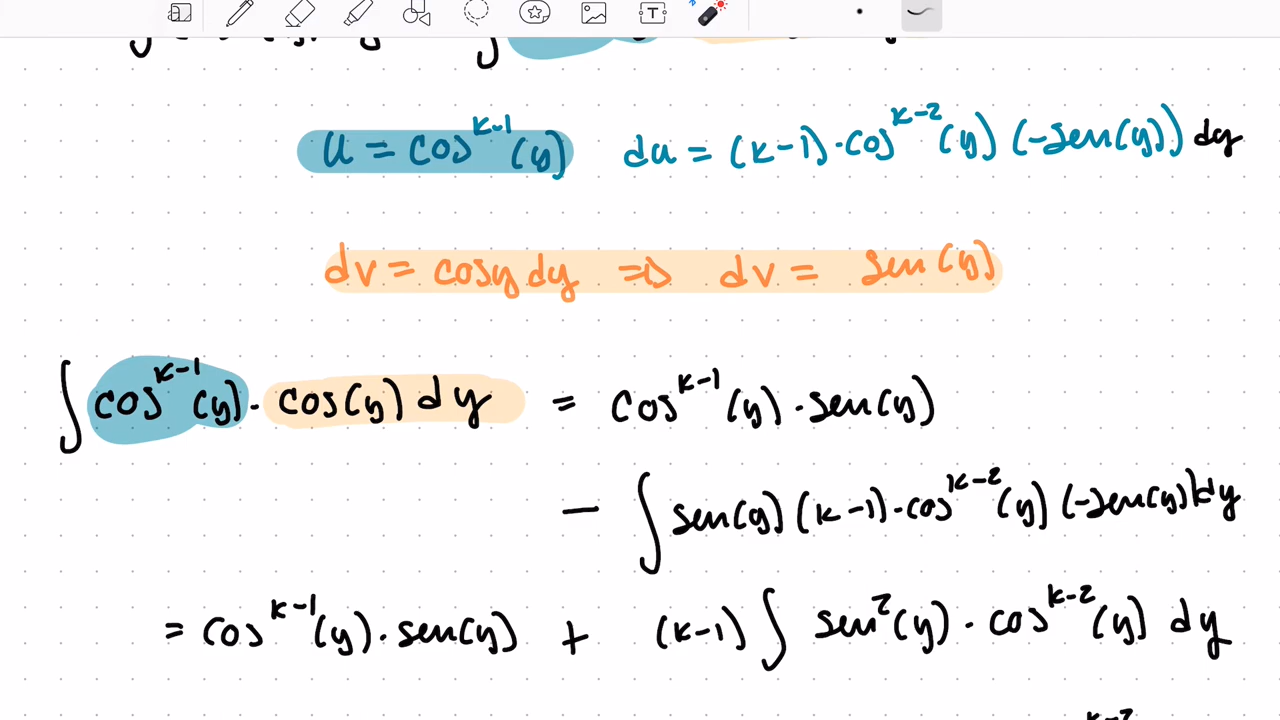 u = cos^{k-1}(y) du = (k-1)·cos^{k-2}(y)(-sen(y)) dy
dv = cosy dy => dv = sen(y)
∫ cos^{k-1}(y) · cos(y) dy = cos^{k-1}(y) · sen(y)
- ∫ sen(y) (k-1)·cos^{k-2}(y) (-sen(y)) dy
= cos^{k-1}(y) · sen(y) + (k-1) ∫ sen²(y) · cos^{k-2}(y) dy